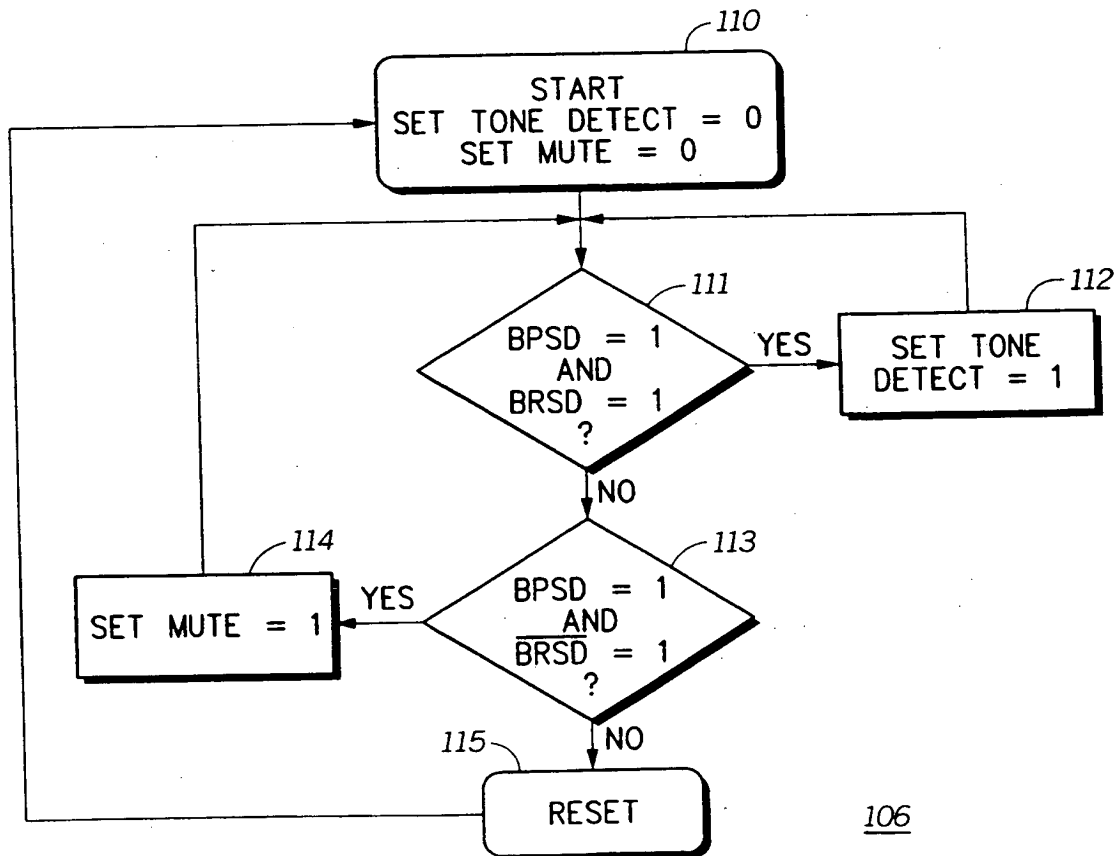 110
START
SET TONE DETECT = 0
SET MUTE = 0
111
BPSD = 1
AND
BRSD = 1
?
YES
112
SET TONE
DETECT = 1
NO
113
BPSD = 1
AND
B̅R̅S̅D̅ = 1
?
YES
114
SET MUTE = 1
NO
115
RESET
106